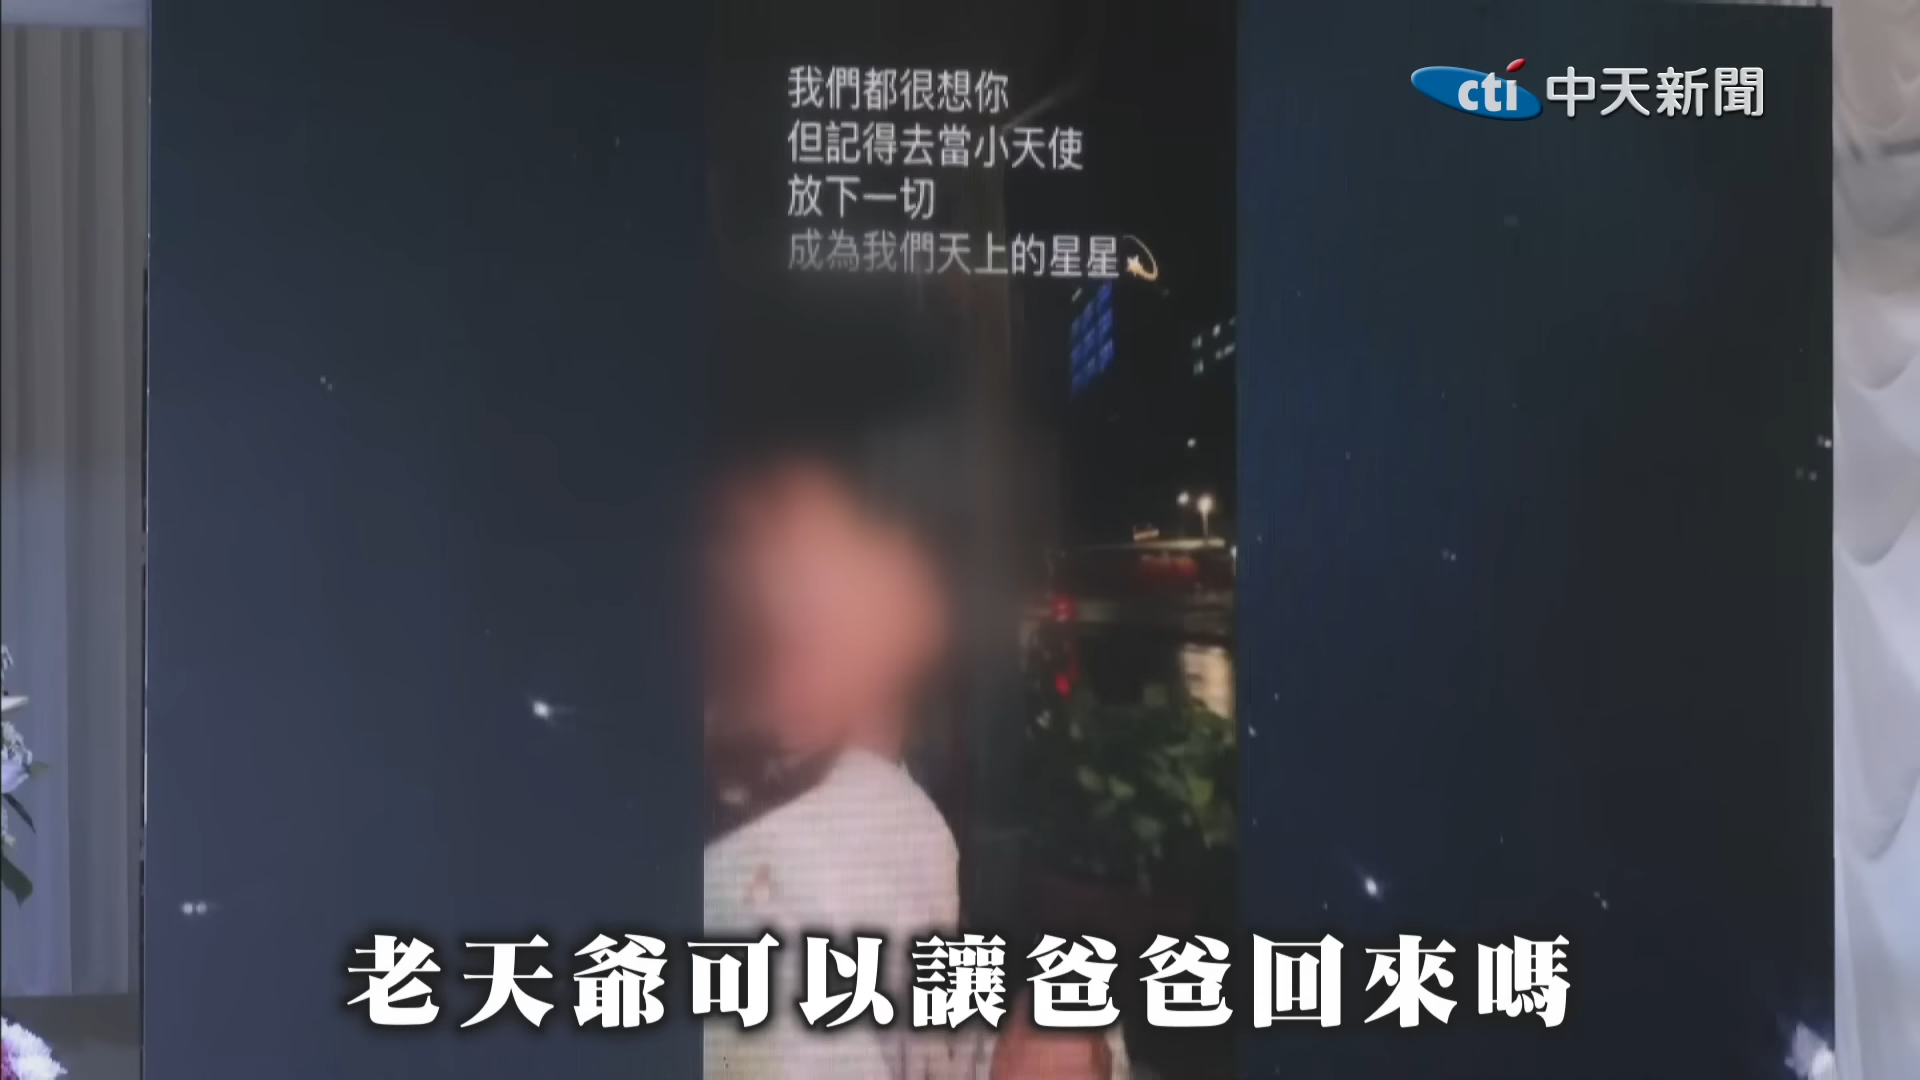 我們都很想你
但記得去當小天使
放下一切
成為我們天上的星星
cti 中天新聞
老天爺可以讓爸爸回來嗎